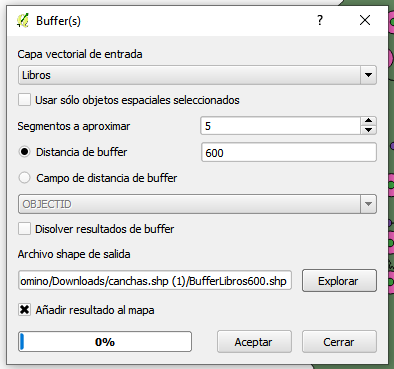 Buffer(s)
?
Capa vectorial de entrada
Libros
Usar sólo objetos espaciales seleccionados
Segmentos a aproximar
5
Distancia de buffer
600
Campo de distancia de buffer
OBJECTID
Disolver resultados de buffer
Archivo shape de salida
omino/Downloads/canchas.shp (1)/BufferLibros600.shp
Explorar
Añadir resultado al mapa
0%
Aceptar
Cerrar